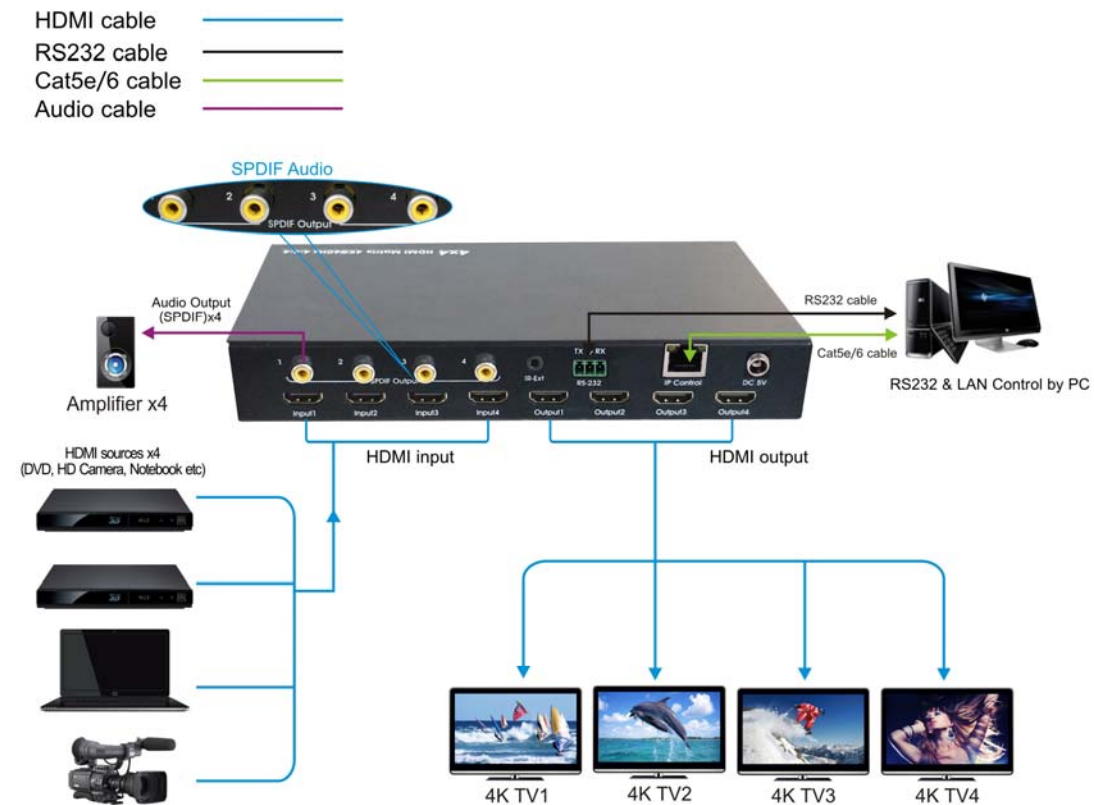 HDMI cable
RS232 cable
Cat5e/6 cable
Audio cable
SPDIF Audio
2 3 4
SPDIF Output
4x4 HDMI Matrix
Audio Output
(SPDIF)x4
RS232 cable
Cat5e/6 cable
RS232 & LAN Control by PC
Amplifier x4
1 2 3 4
SPDIF Output
IR-Ext
TX RX
RS-232
IP Control
DC 5V
Input1 Input2 Input3 Input4 Output1 Output2 Output3 Output4
HDMI input
HDMI output
HDMI sources x4
(DVD, HD Camera, Notebook etc)
4K TV1
4K TV2
4K TV3
4K TV4